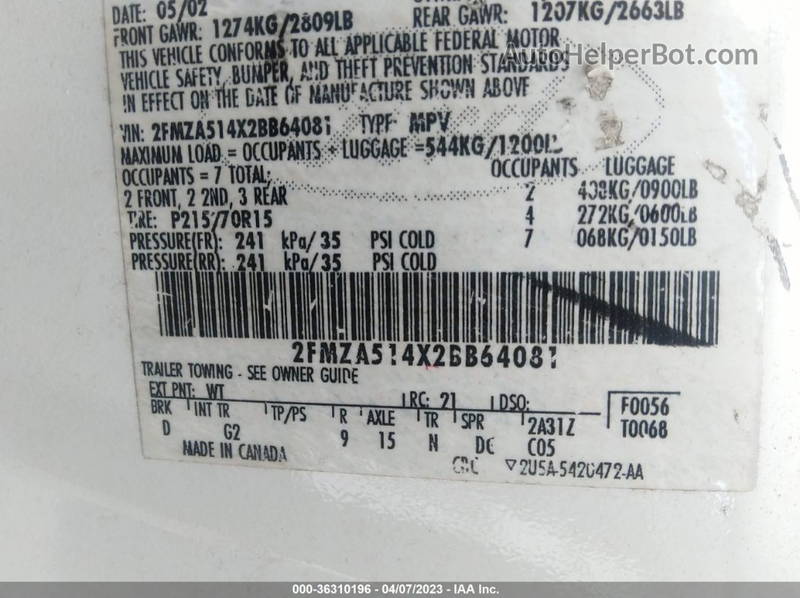 DATE: 05/02
FRONT GAWR: 1274KG/2809LB REAR GAWR: 1207KG/2663LB
THIS VEHICLE CONFORMS TO ALL APPLICABLE FEDERAL MOTOR
VEHICLE SAFETY, BUMPER, AND THEFT PREVENTION STANDARDS
IN EFFECT ON THE DATE OF MANUFACTURE SHOWN ABOVE
AutoHelperBot.com
VIN: 2FMZA514X2BB64081 TYPE: MPV
MAXIMUM LOAD = OCCUPANTS + LUGGAGE =544KG/1200LB
OCCUPANTS = 7 TOTAL; OCCUPANTS LUGGAGE
2 FRONT, 2 2ND, 3 REAR 2 408KG/0900LB
TIRE: P215/70R15 4 272KG/0600LB
PRESSURE(FR): 241 kPa/35 PSI COLD 7 068KG/0150LB
PRESSURE(RR): 241 kPa/35 PSI COLD
2FMZA514X2BB64081
TRAILER TOWING - SEE OWNER GUIDE
EXT PNT: WT RC: 21 DSO: F0056
BRK INT TR TP/PS R AXLE TR SPR 2A31Z T0068
D G2 9 15 N C05
MADE IN CANADA
▽2U5A-5420472-AA
000-36310196 - 04/07/2023 - IAA Inc.